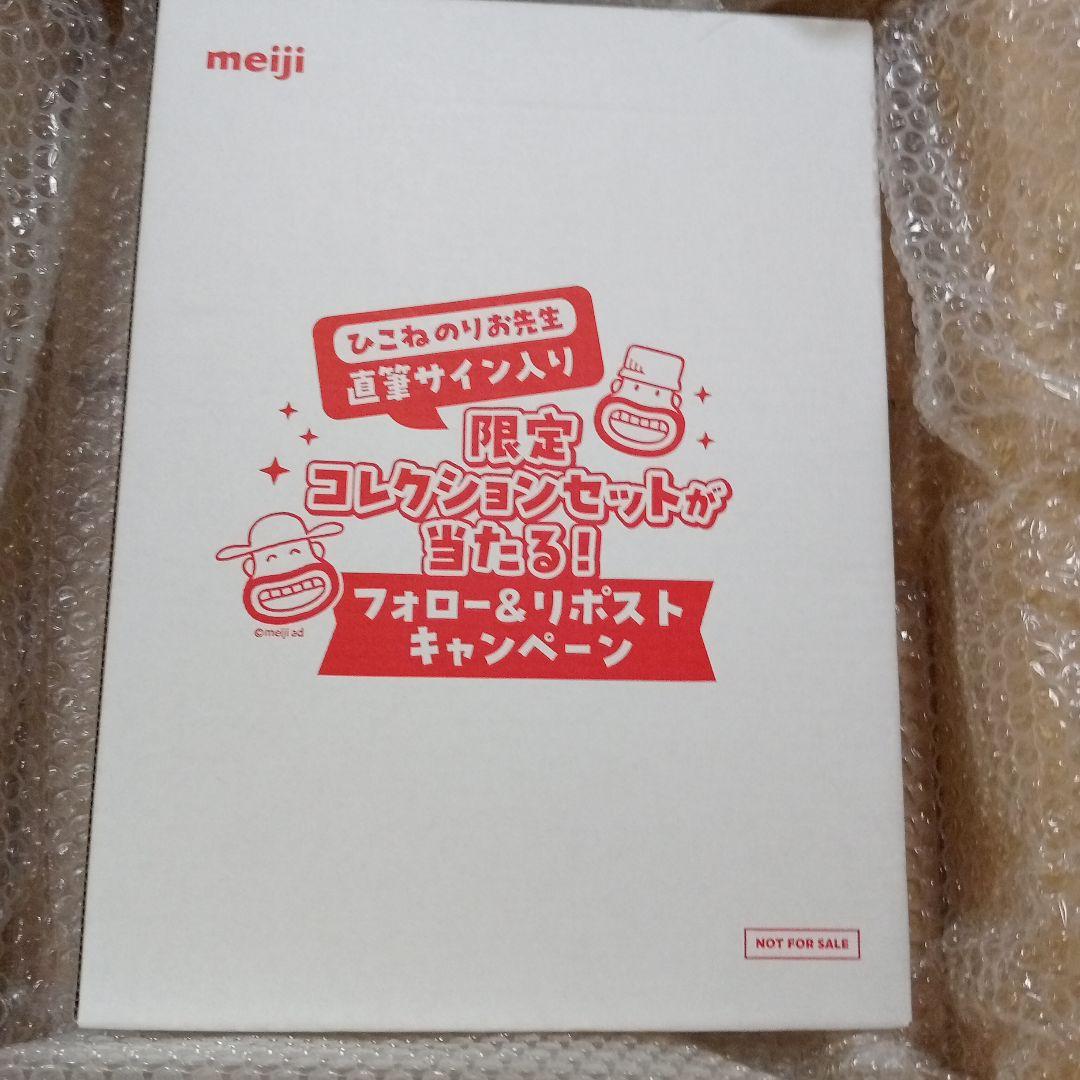 meiji
ひこねのりお先生
直筆サイン入り
限定
コレクションセットが
当たる!
フォロー&リポスト
キャンペーン
©meiji ad
NOT FOR SALE